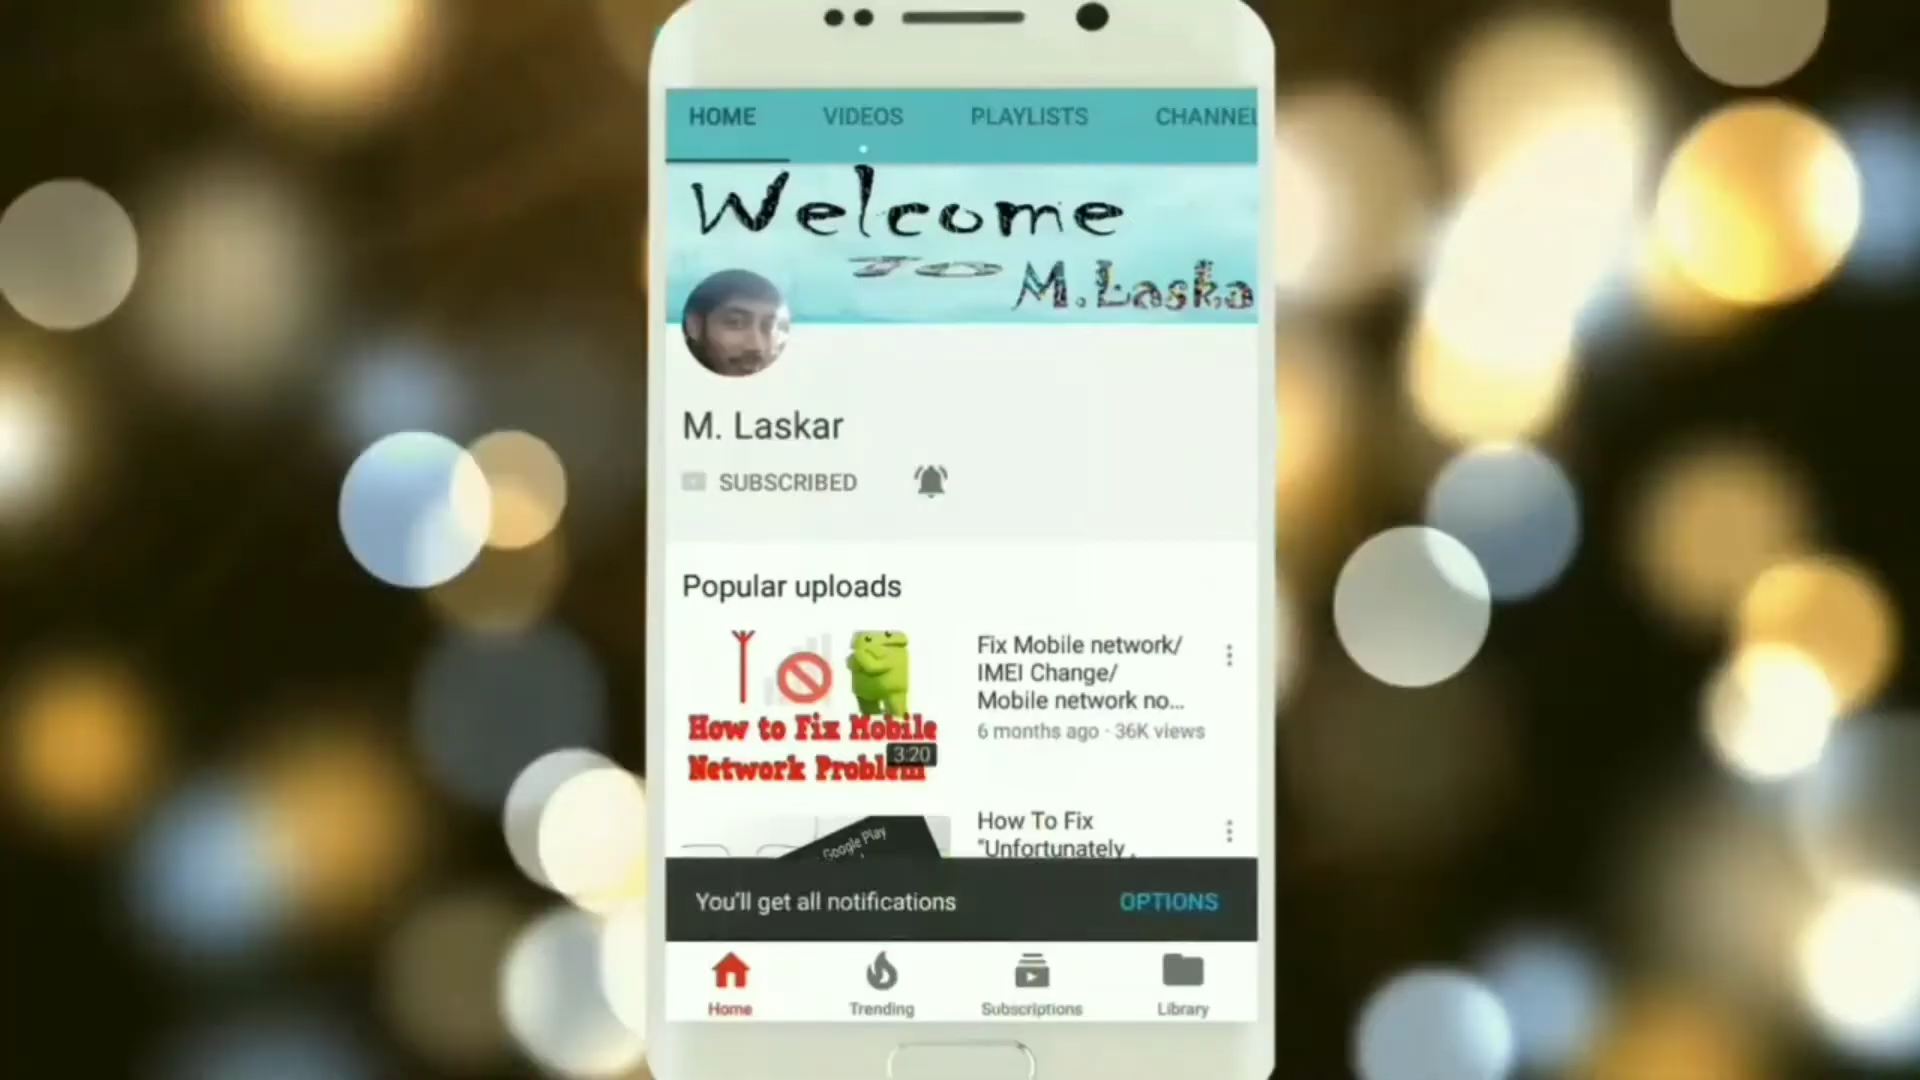 HOME VIDEOS PLAYLISTS CHANNEL
Welcome
TO
M.Laska
M. Laskar
SUBSCRIBED
Popular uploads
How to Fix Mobile
Network Problem
3:20
Fix Mobile network/
IMEI Change/
Mobile network no...
6 months ago · 36K views
Google Play
How To Fix
"Unfortunately ,
You'll get all notifications OPTIONS
Home Trending Subscriptions Library